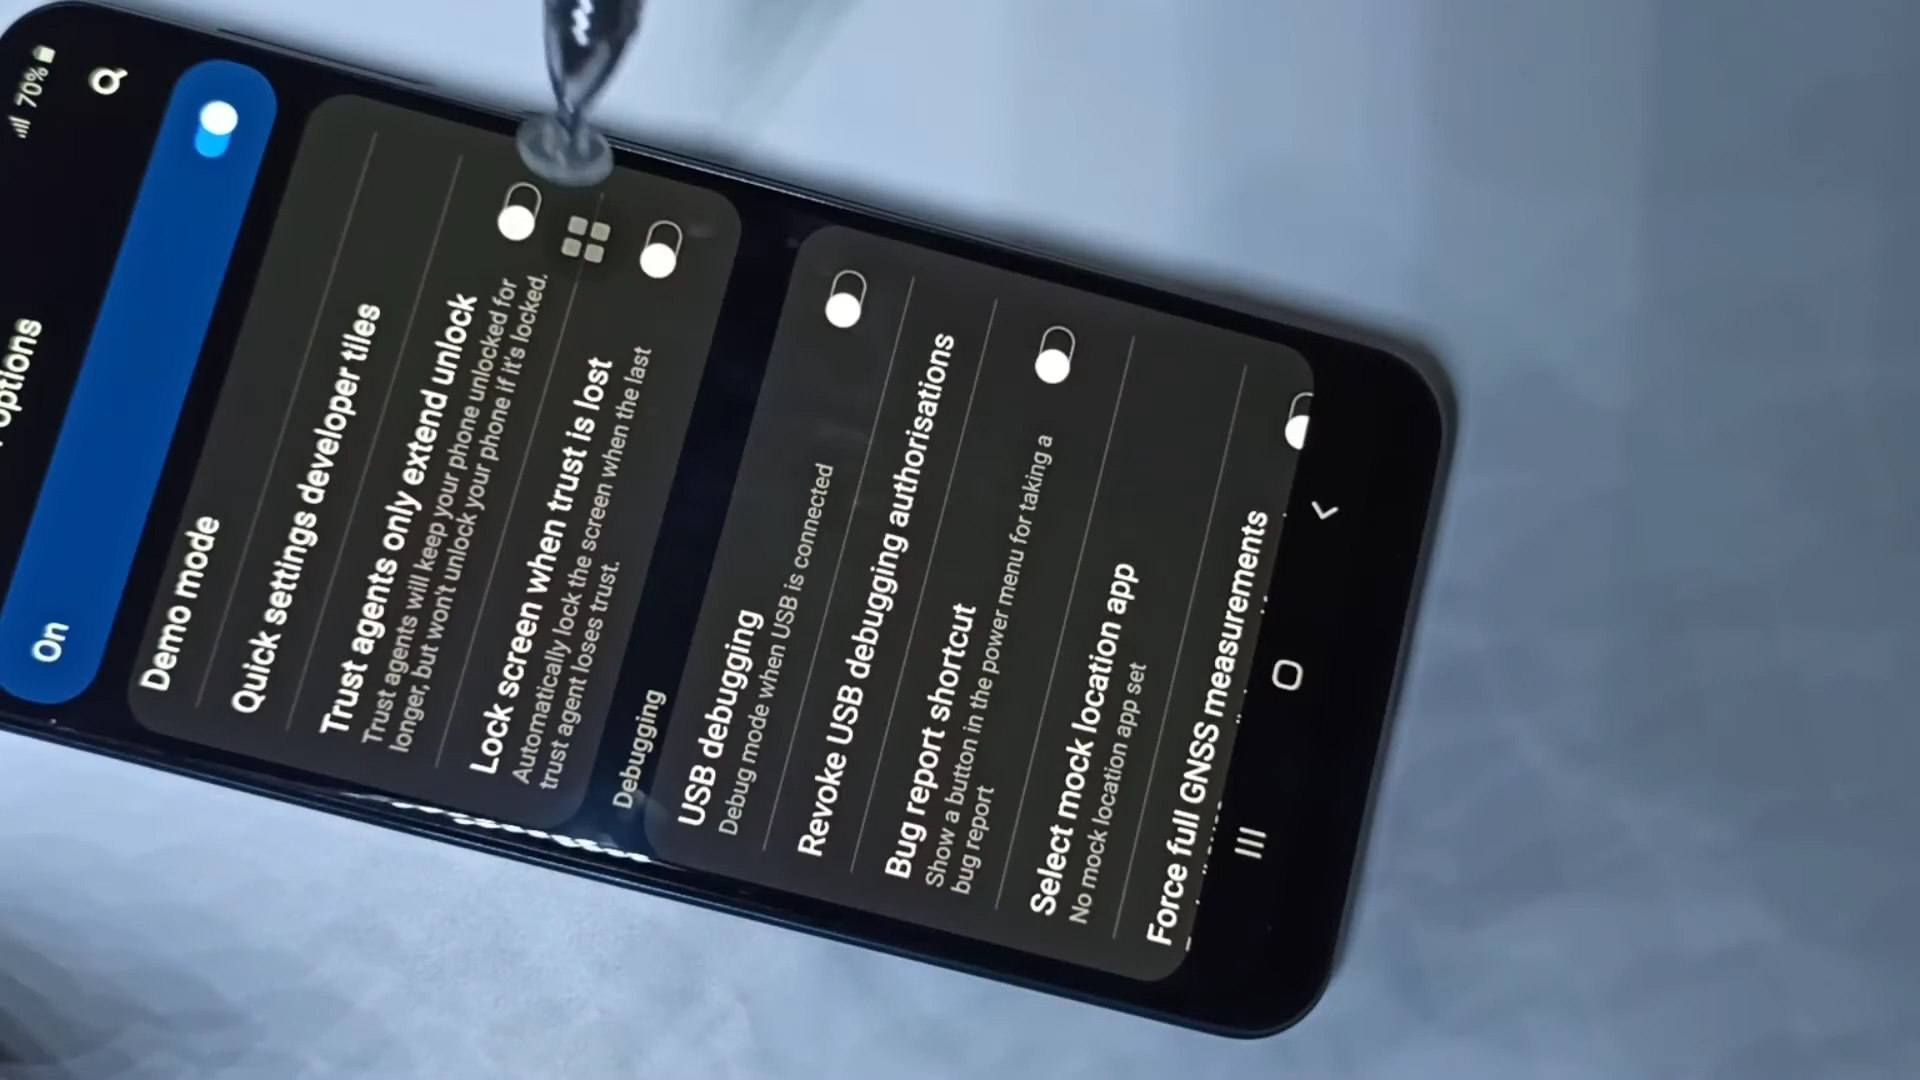 70%
options
On
Demo mode
Quick settings developer tiles
Trust agents only extend unlock
Trust agents will keep your phone unlocked for
longer, but won't unlock your phone if it's locked.
Lock screen when trust is lost
Automatically lock the screen when the last
trust agent loses trust.
Debugging
USB debugging
Debug mode when USB is connected
Revoke USB debugging authorisations
Bug report shortcut
Show a button in the power menu for taking a
bug report
Select mock location app
No mock location app set
Force full GNSS measurements